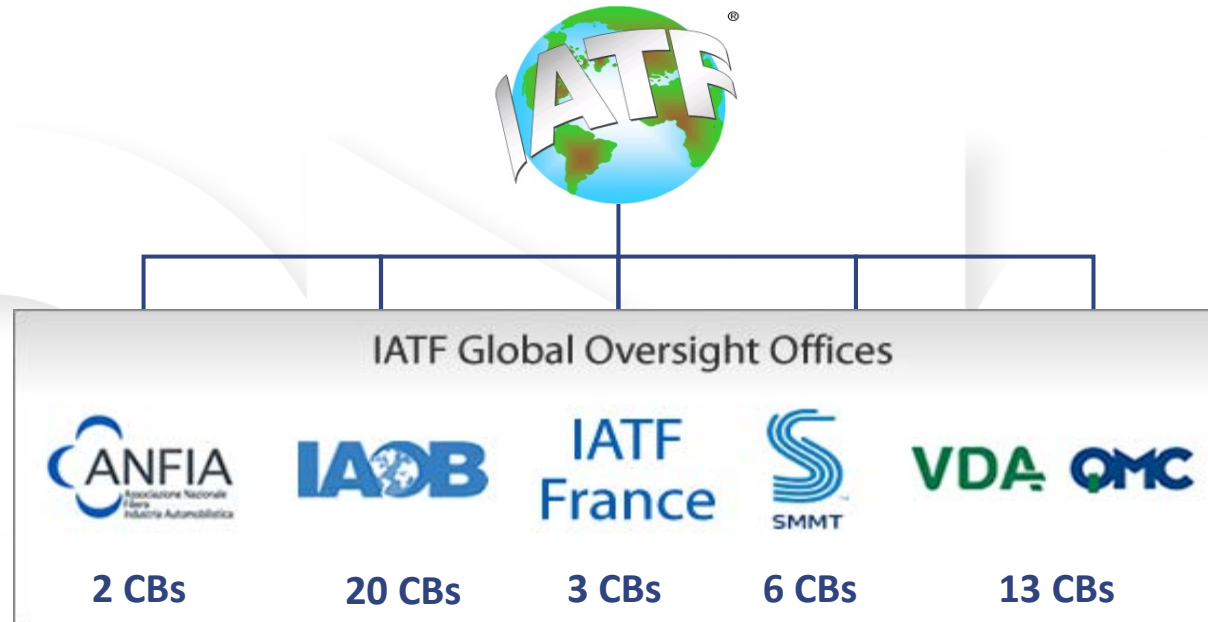 IATF
®
IATF Global Oversight Offices
ANFIA
Associazione Nazionale
Filiera
Industria Automobilistica
IAOB
IATF
France
SMMT
VDA QMC
2 CBs
20 CBs
3 CBs
6 CBs
13 CBs